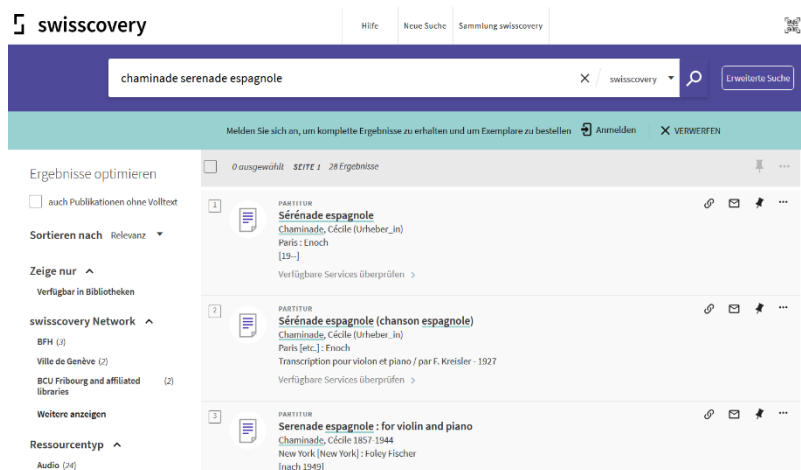 swisscovery
Hilfe
Neue Suche
Sammlung swisscovery
chaminade serenade espagnole
swisscovery
Erweiterte Suche
Melden Sie sich an, um komplette Ergebnisse zu erhalten und um Exemplare zu bestellen
Anmelden
VERWERFEN
Ergebnisse optimieren
auch Publikationen ohne Volltext
Sortieren nach Relevanz
Zeige nur
Verfügbar in Bibliotheken
swisscovery Network
BFH (3)
Ville de Genève (2)
BCU Fribourg and affiliated (2)
libraries
Weitere anzeigen
Ressourcentyp
Audio (24)
0 ausgewählt SEITE 1 28 Ergebnisse
1
PARTITUR
Sérénade espagnole
Chaminade, Cécile (Urheber_in)
Paris : Enoch
[19--]
Verfügbare Services überprüfen
2
PARTITUR
Sérénade espagnole (chanson espagnole)
Chaminade, Cécile (Urheber_in)
Paris [etc.] : Enoch
Transcription pour violon et piano / par F. Kreisler - 1927
Verfügbare Services überprüfen
3
PARTITUR
Serenade espagnole : for violin and piano
Chaminade, Cécile 1857-1944
New York [New York] : Foley Fischer
[nach 1949]